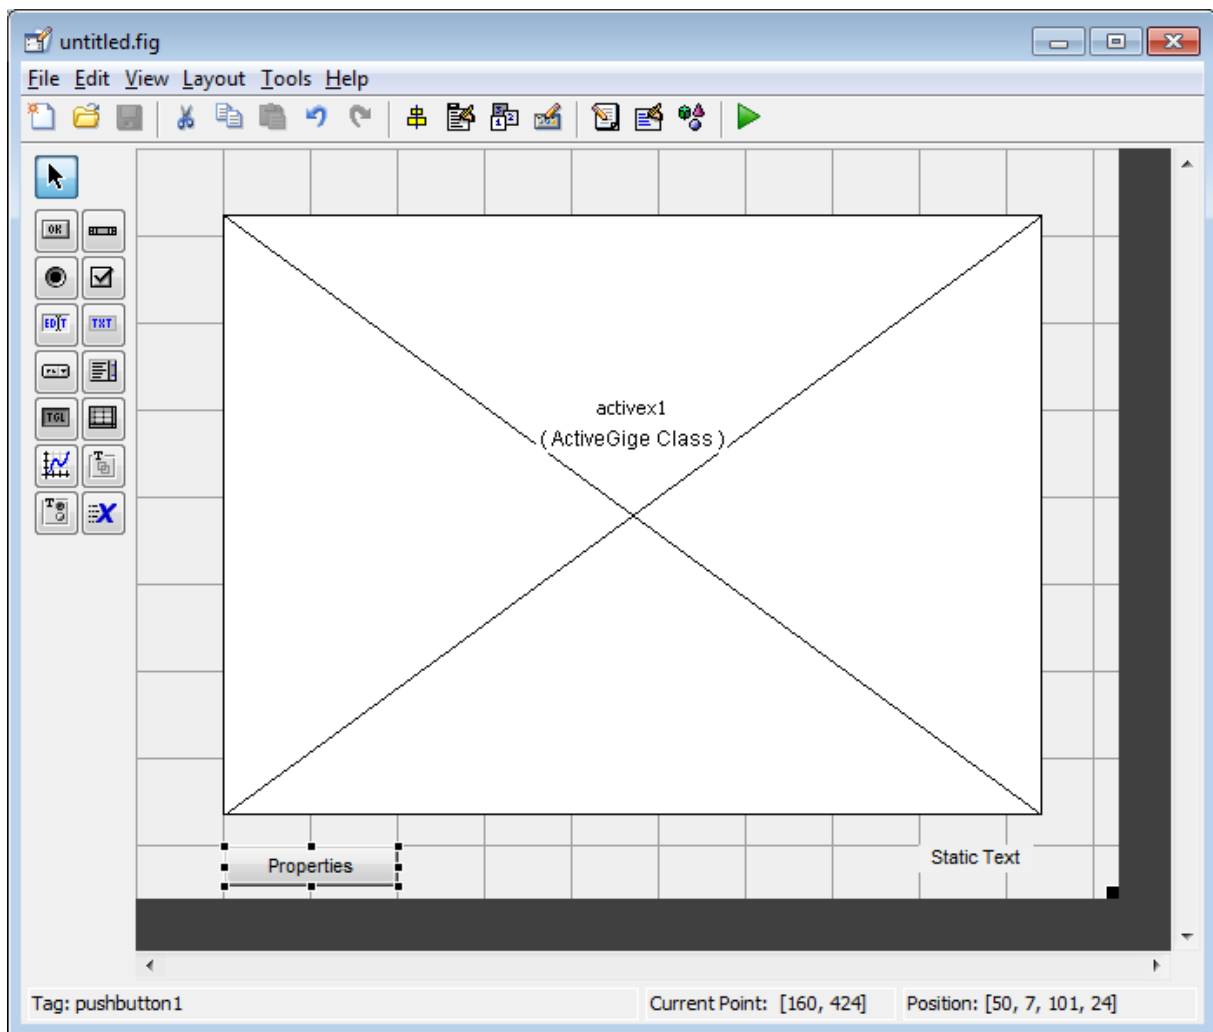 untitled.fig
File Edit View Layout Tools Help
OK
EDIT TXT
TGL
activex1
( ActiveGige Class )
Properties
Static Text
Tag: pushbutton1 Current Point: [160, 424] Position: [50, 7, 101, 24]